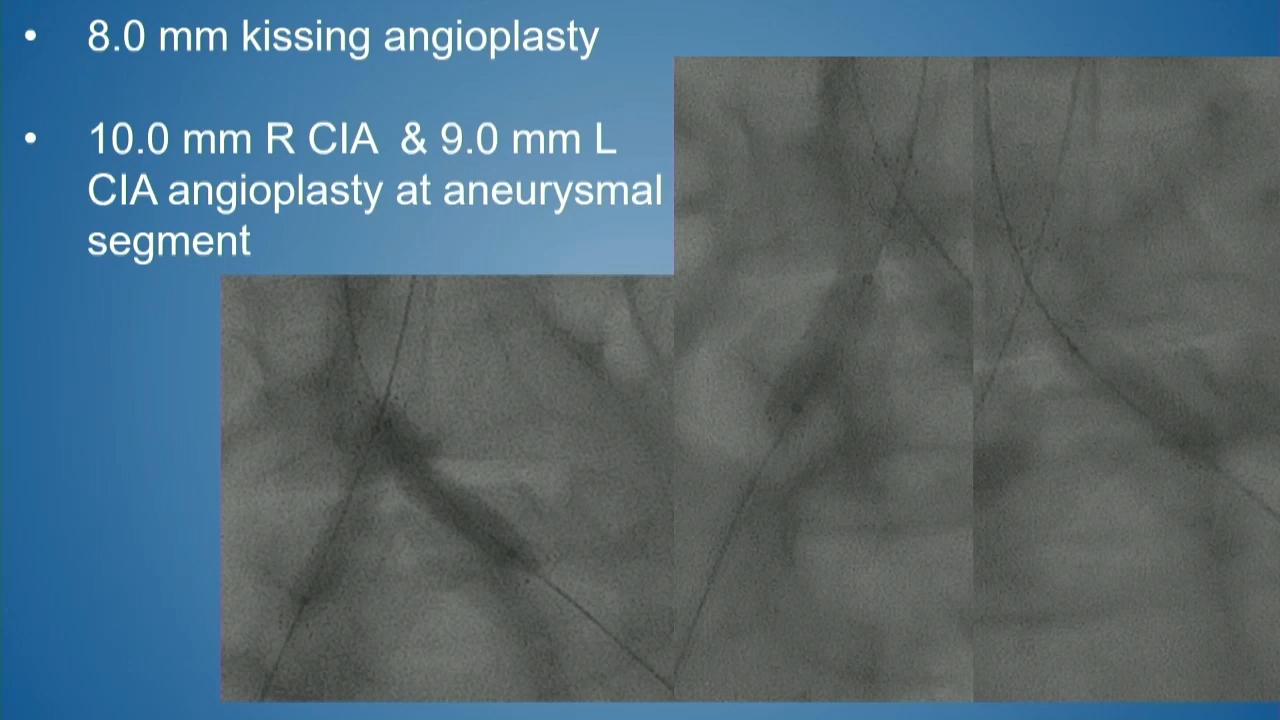 • 8.0 mm kissing angioplasty
• 10.0 mm R CIA & 9.0 mm L
CIA angioplasty at aneurysmal
segment